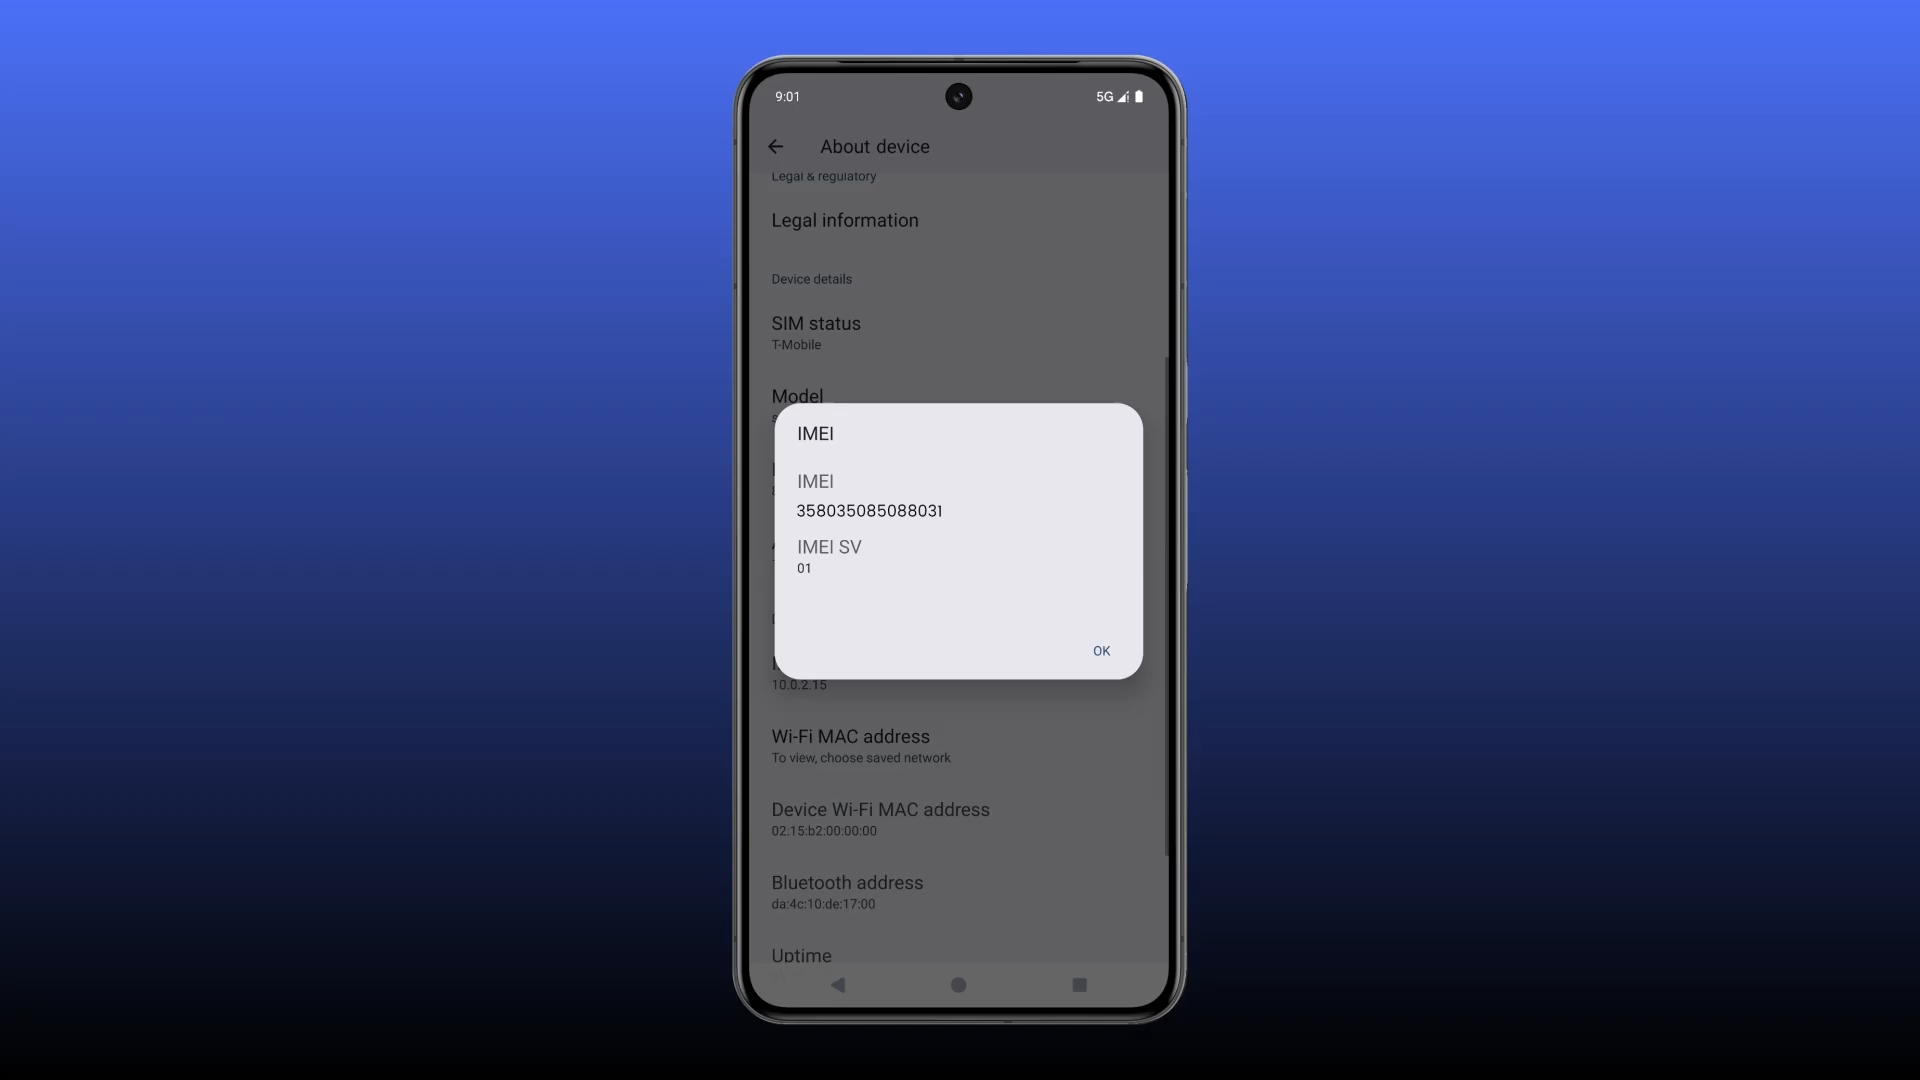 9:01
5G
About device
Legal & regulatory
Legal information
Device details
SIM status
T-Mobile
Model
IMEI
IMEI
358035085088031
IMEI SV
01
OK
10.0.2.15
Wi-Fi MAC address
To view, choose saved network
Device Wi-Fi MAC address
02:15:b2:00:00:00
Bluetooth address
da:4c:10:de:17:00
Uptime